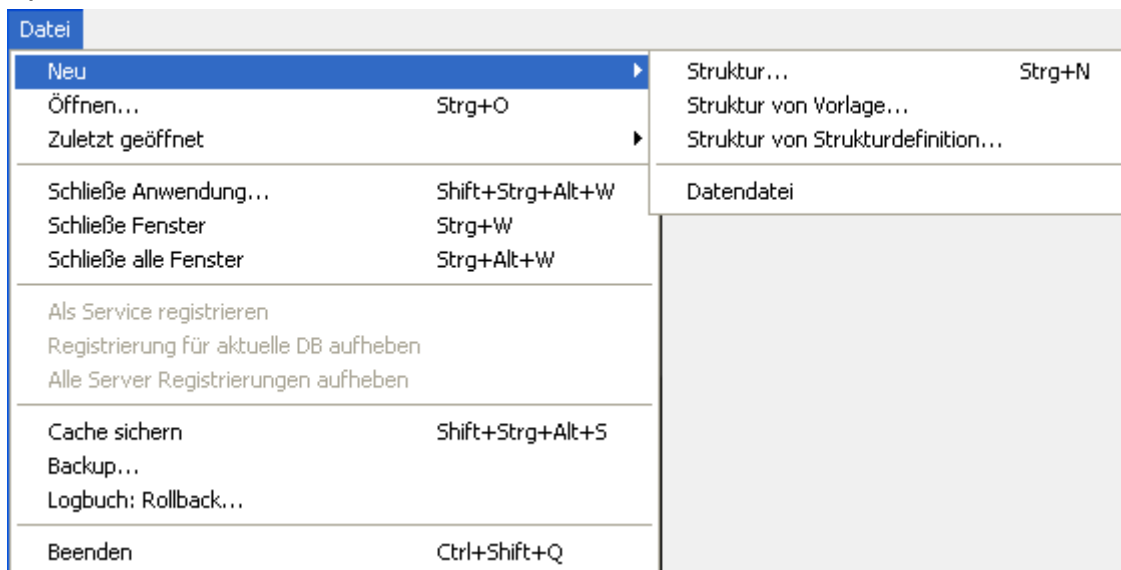 Datei
Neu
Öffnen... Strg+O
Zuletzt geöffnet
Schließe Anwendung... Shift+Strg+Alt+W
Schließe Fenster Strg+W
Schließe alle Fenster Strg+Alt+W
Als Service registrieren
Registrierung für aktuelle DB aufheben
Alle Server Registrierungen aufheben
Cache sichern Shift+Strg+Alt+S
Backup...
Logbuch: Rollback...
Beenden Ctrl+Shift+Q
Struktur... Strg+N
Struktur von Vorlage...
Struktur von Strukturdefinition...
Datendatei